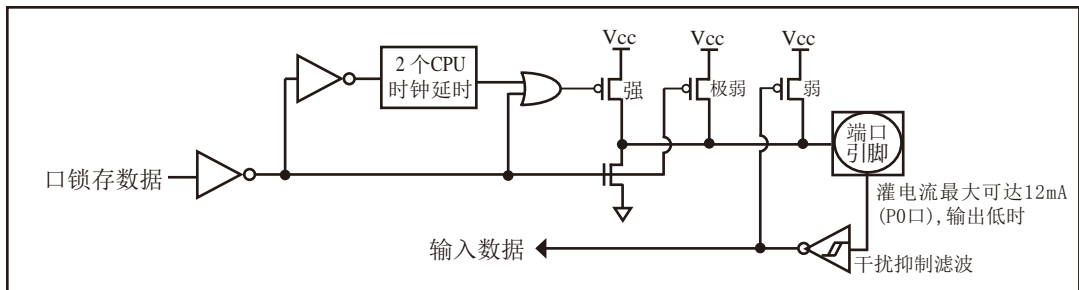 Vcc
Vcc
Vcc
2 个CPU
时钟延时
强
极弱
弱
端口
引脚
口锁存数据
灌电流最大可达12mA
(P0口),输出低时
输入数据
干扰抑制滤波